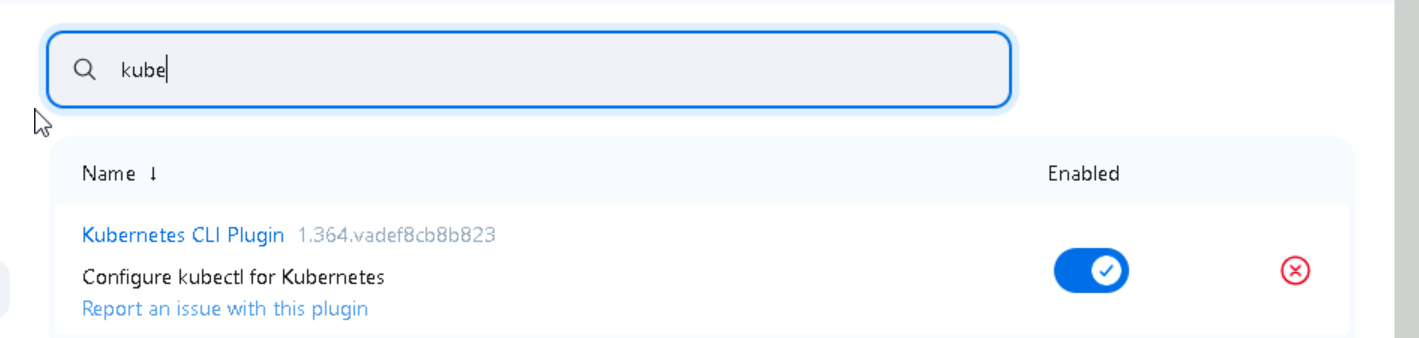 kube
Name ↓ Enabled
Kubernetes CLI Plugin 1.364.vadef8cb8b823
Configure kubectl for Kubernetes
Report an issue with this plugin